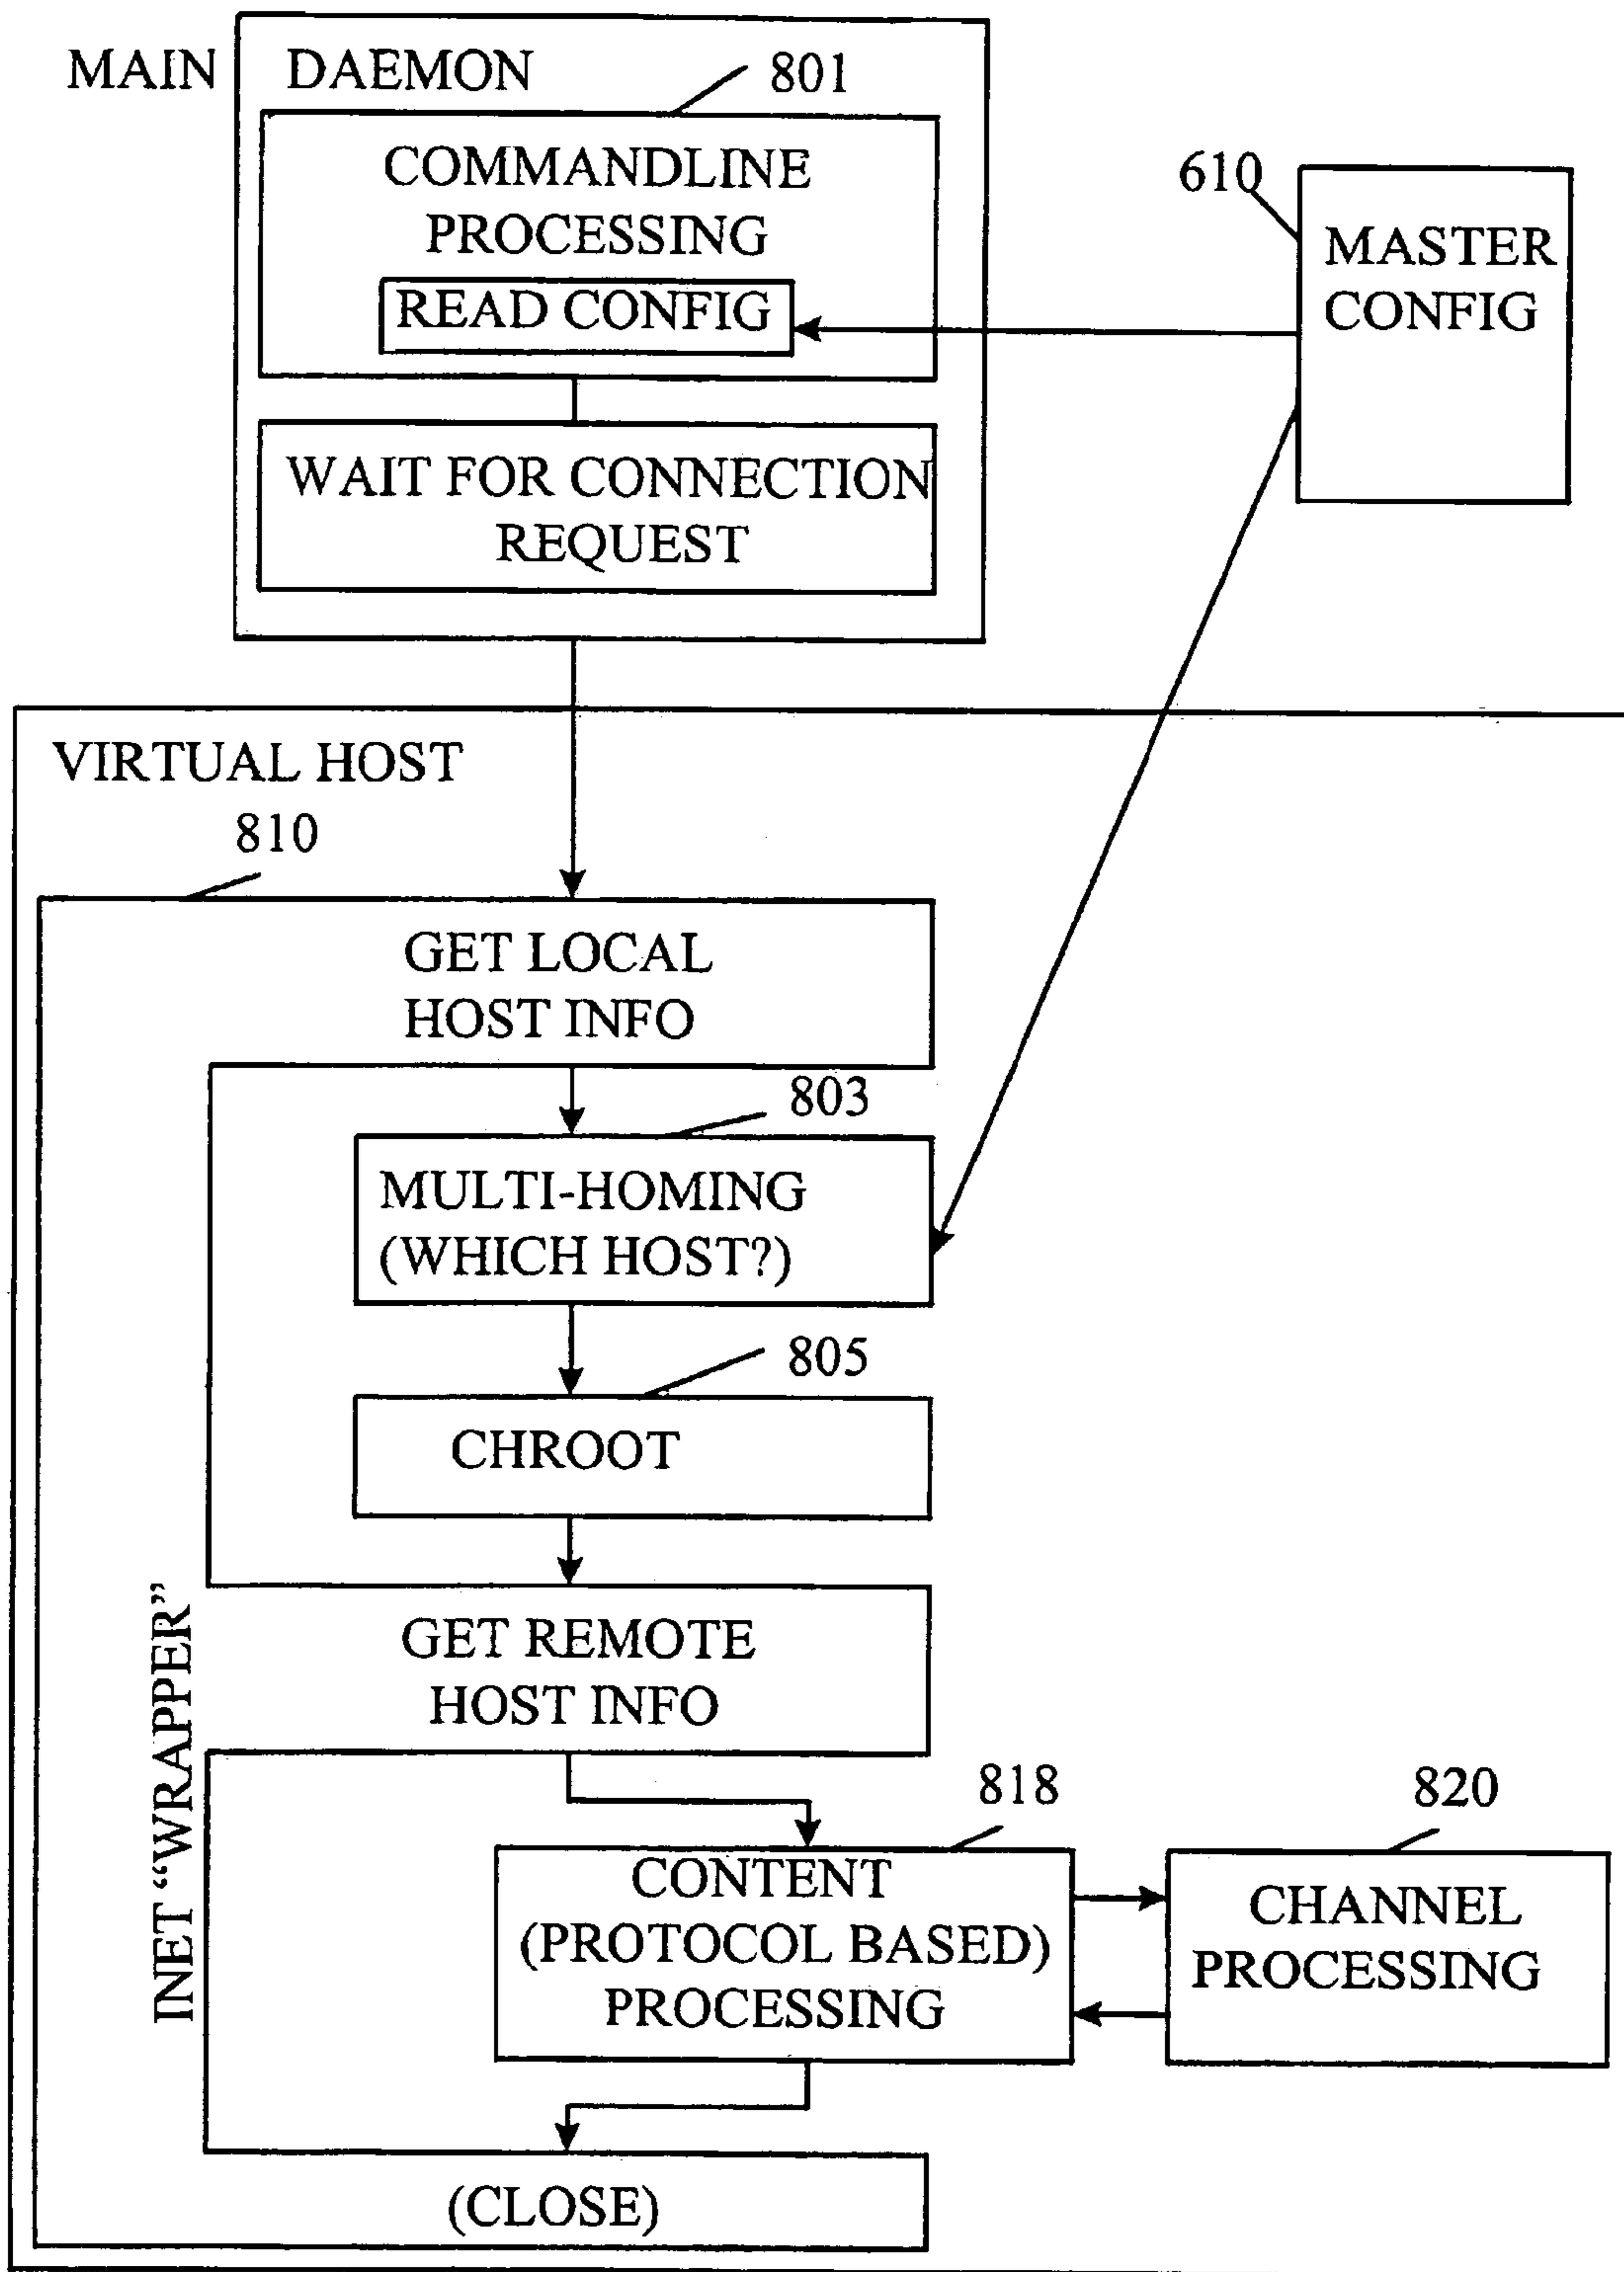 MAIN DAEMON
801
COMMANDLINE
PROCESSING
READ CONFIG
WAIT FOR CONNECTION
REQUEST
610
MASTER
CONFIG
VIRTUAL HOST
810
GET LOCAL
HOST INFO
803
MULTI-HOMING
(WHICH HOST?)
805
CHROOT
GET REMOTE
HOST INFO
INET “WRAPPER”
818
CONTENT
(PROTOCOL BASED)
PROCESSING
820
CHANNEL
PROCESSING
(CLOSE)